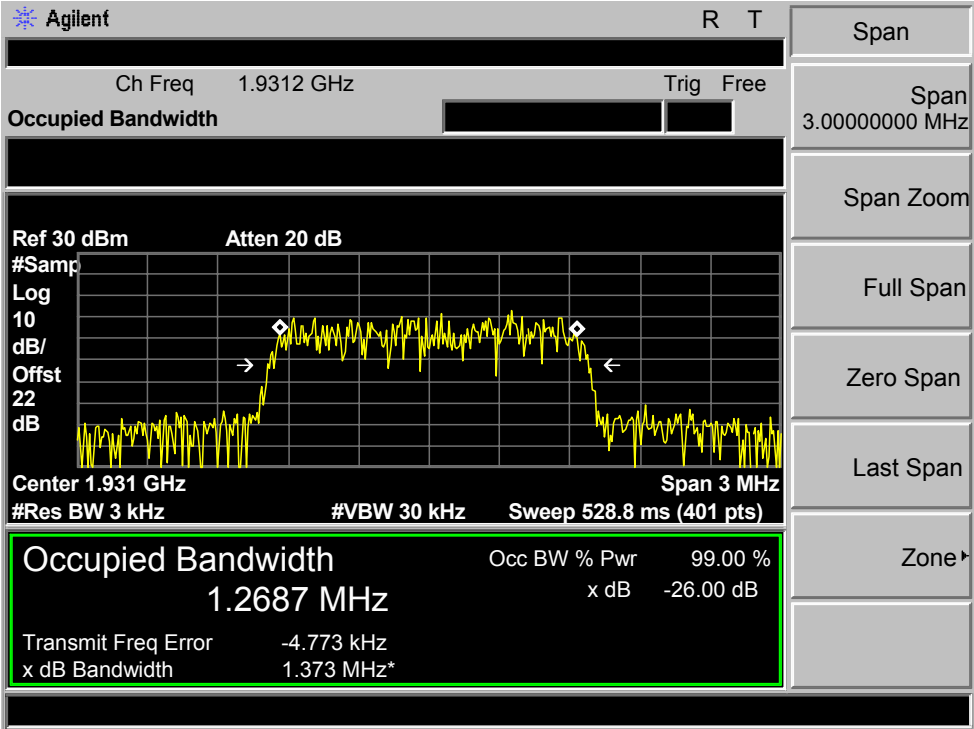 Agilent R T
Ch Freq 1.9312 GHz Trig Free
Occupied Bandwidth
Ref 30 dBm Atten 20 dB
#Samp
Log
10
dB/
Offst
22
dB
Center 1.931 GHz Span 3 MHz
#Res BW 3 kHz #VBW 30 kHz Sweep 528.8 ms (401 pts)
Occupied Bandwidth Occ BW % Pwr 99.00 %
1.2687 MHz x dB -26.00 dB
Transmit Freq Error -4.773 kHz
x dB Bandwidth 1.373 MHz*
Span
Span
3.00000000 MHz
Span Zoom
Full Span
Zero Span
Last Span
Zone